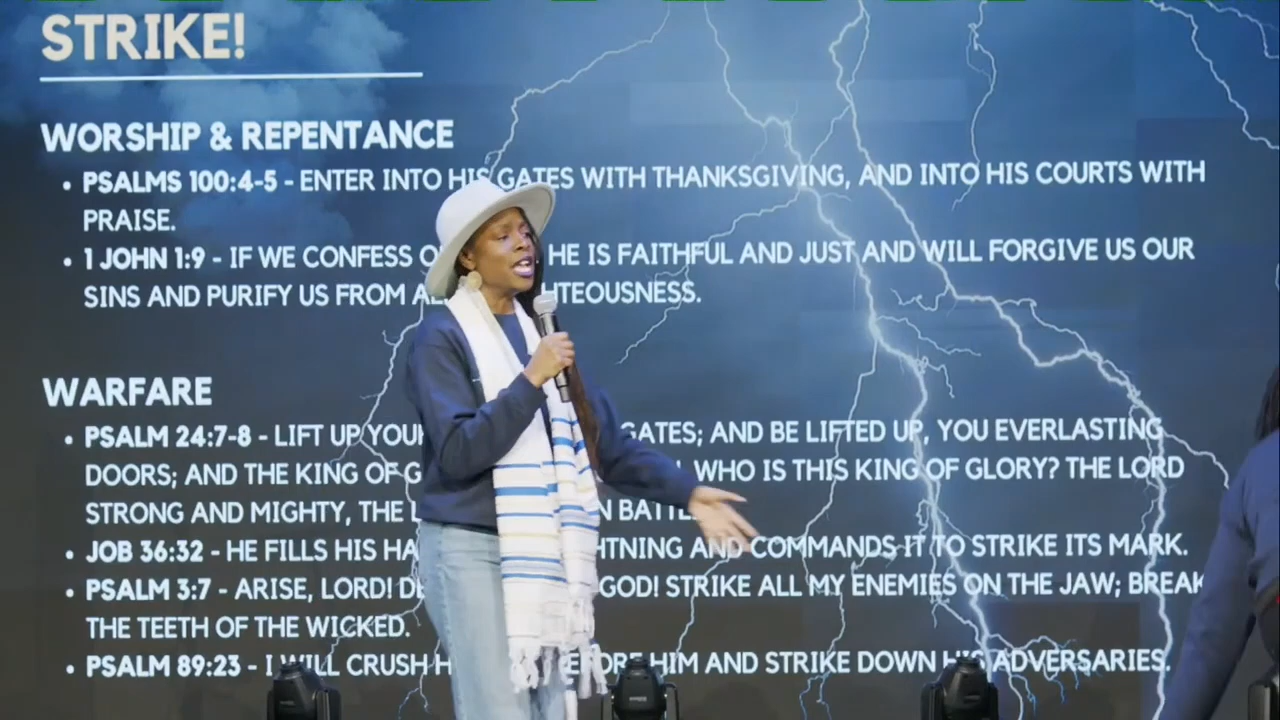 STRIKE!
WORSHIP & REPENTANCE
• PSALMS 100:4-5 - ENTER INTO HIS GATES WITH THANKSGIVING, AND INTO HIS COURTS WITH
PRAISE.
• 1 JOHN 1:9 - IF WE CONFESS HE IS FAITHFUL AND JUST AND WILL FORGIVE US OUR
SINS AND PURIFY US FROM
WARFARE
• PSALM 24:7-8 - LIFT UP GATES; AND BE LIFTED UP, YOU EVERLASTING
DOORS; AND THE KING OF WHO IS THIS KING OF GLORY? THE LORD
STRONG AND MIGHTY, THE
• JOB 36:32 - HE FILLS HIS AND COMMANDS IT TO STRIKE ITS MARK.
• PSALM 3:7 - ARISE, LORD! GOD! STRIKE ALL MY ENEMIES ON THE JAW; BREAK
THE TEETH OF THE WICKED.
• PSALM 89:23 - I WILL CRUSH HIM AND STRIKE DOWN HIS ADVERSARIES.